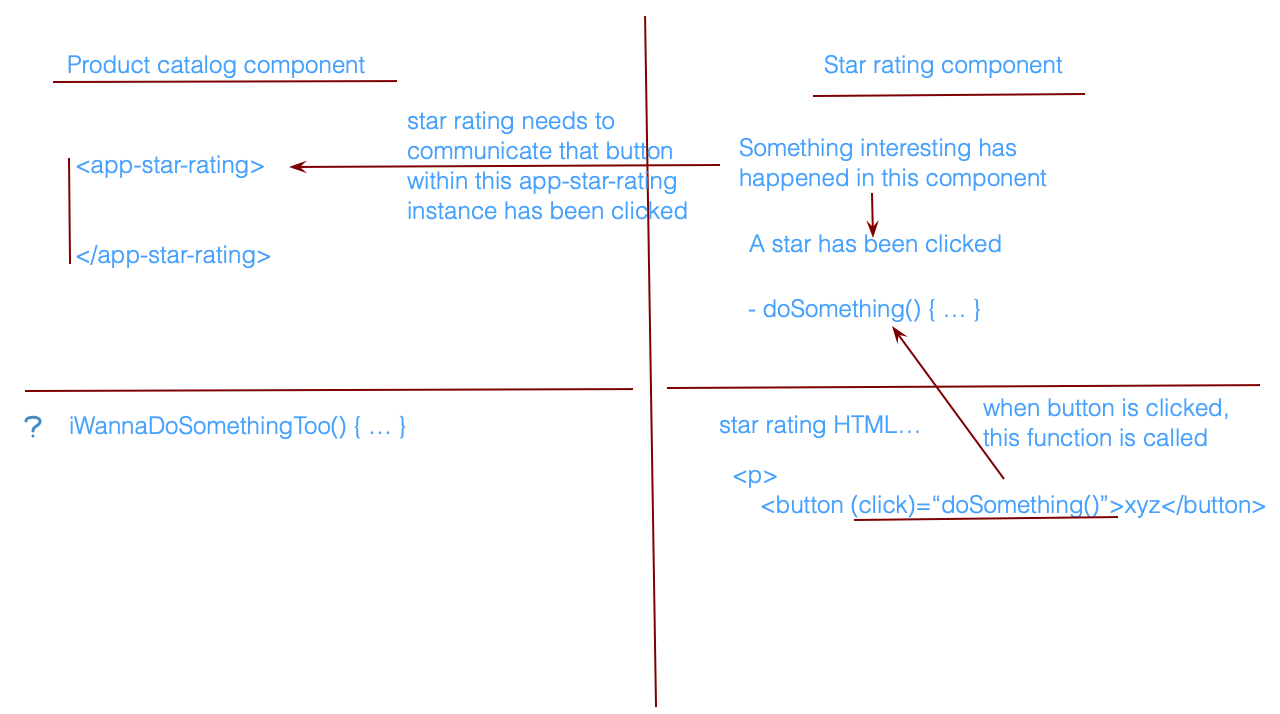 Product catalog component
<app-star-rating>
</app-star-rating>
star rating needs to
communicate that button
within this app-star-rating
instance has been clicked
Star rating component
Something interesting has
happened in this component
A star has been clicked
- doSomething() { … }
? iWannaDoSomethingToo() { … }
star rating HTML…
when button is clicked,
this function is called
<p>
<button (click)=“doSomething()”>xyz</button>